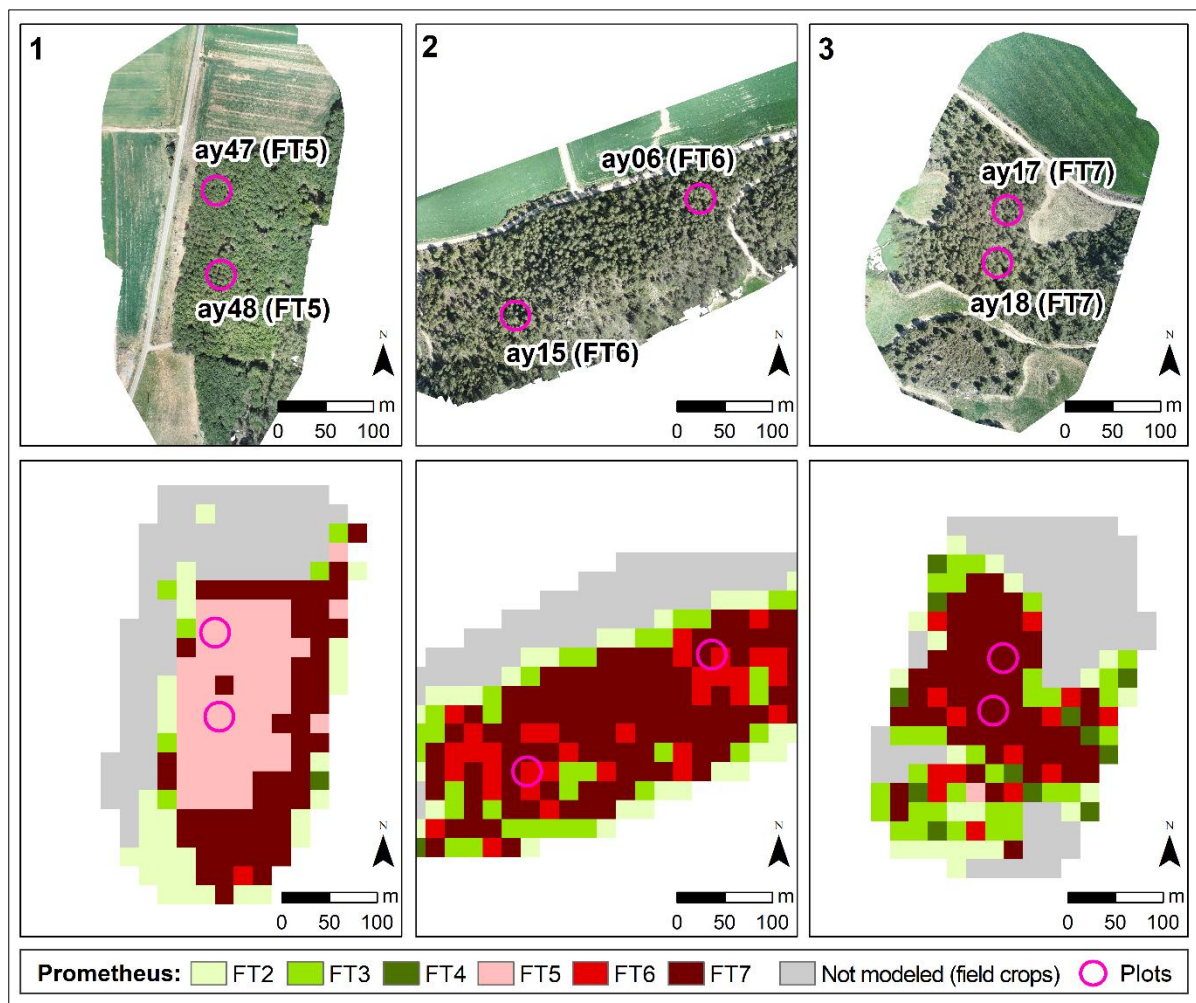 1
ay47 (FT5)
ay48 (FT5)
N
m
0 50 100
2
ay06 (FT6)
ay15 (FT6)
N
m
0 50 100
3
ay17 (FT7)
ay18 (FT7)
N
m
0 50 100
N
m
0 50 100
N
m
0 50 100
N
m
0 50 100
Prometheus: FT2 FT3 FT4 FT5 FT6 FT7 Not modeled (field crops) Plots